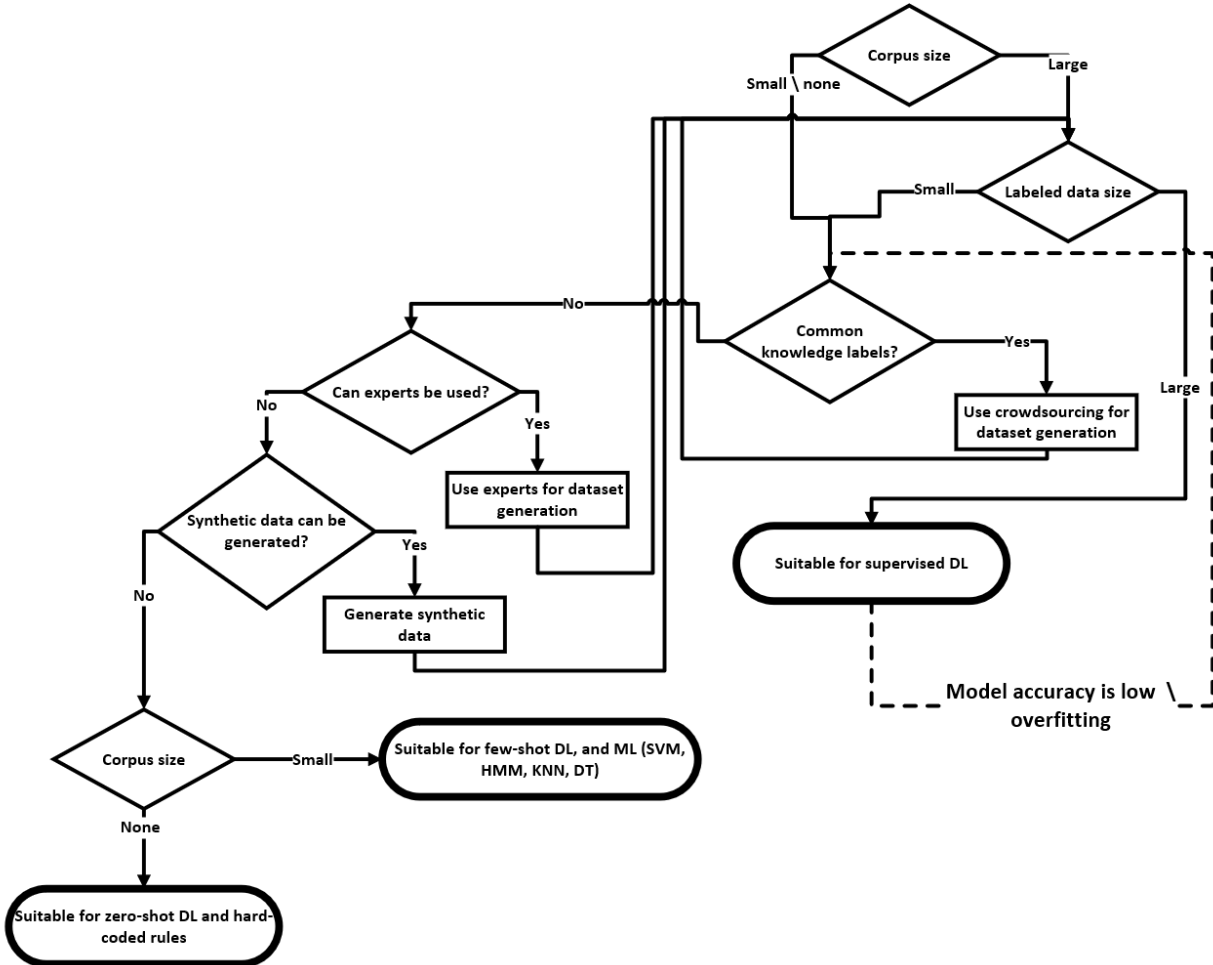 Corpus size
Small \ none
Large
Labeled data size
Small
Large
Common
knowledge labels?
No
Yes
Can experts be used?
Use crowdsourcing for
dataset generation
No
Yes
Use experts for dataset
generation
Synthetic data can be
generated?
Yes
No
Suitable for supervised DL
Generate synthetic
data
Model accuracy is low \
overfitting
Corpus size
Small
Suitable for few-shot DL, and ML (SVM,
HMM, KNN, DT)
None
Suitable for zero-shot DL and hard-
coded rules